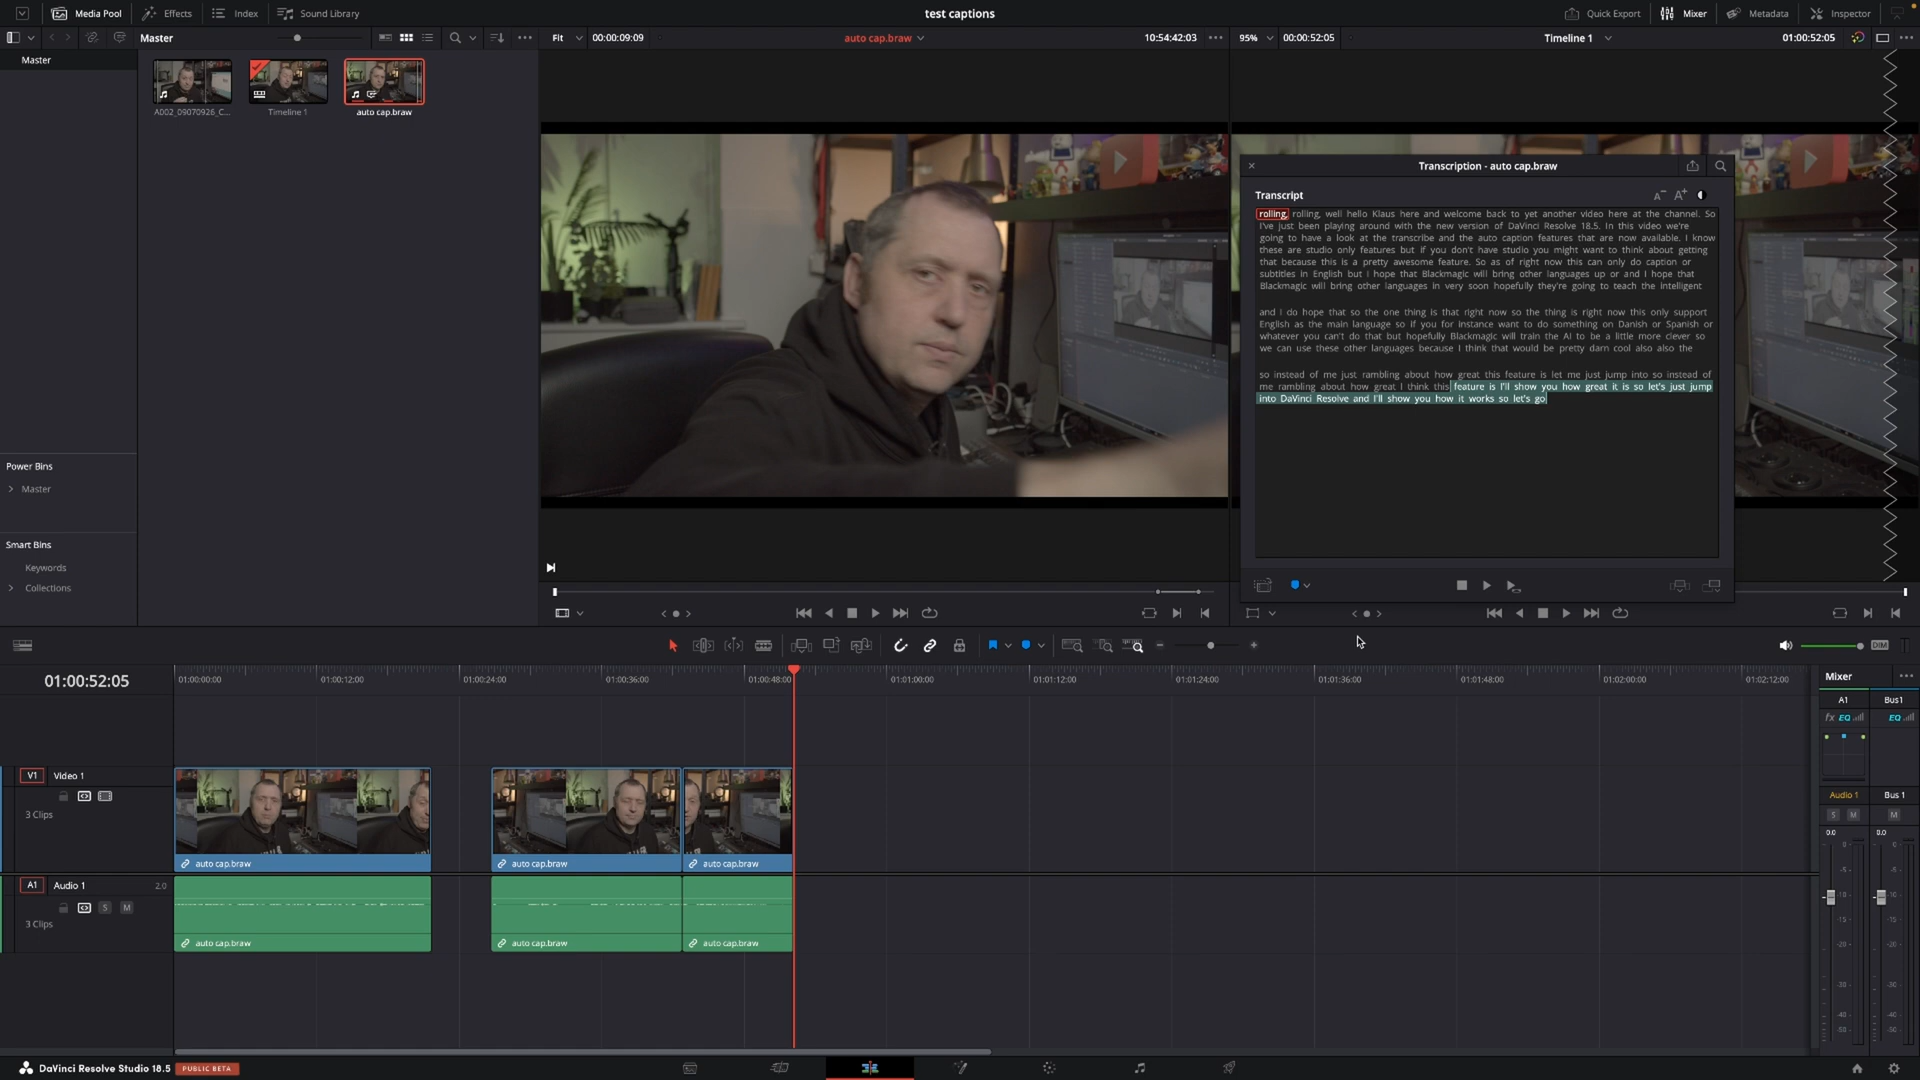 Media Pool
Effects
Index
Sound Library
test captions
Quick Export
Mixer
Metadata
Inspector
Master
Fit
00:00:09:09
auto cap.braw
10:54:42:03
95%
00:00:52:05
Timeline 1
01:00:52:05
Master
A002_09070926_C...
Timeline 1
auto cap.braw
Power Bins
Master
Smart Bins
Keywords
Collections
Transcription - auto cap.braw
Transcript
rolling, rolling, well hello Klaus here and welcome back to yet another video here at the channel. So
I've just been playing around with the new version of DaVinci Resolve 18.5. In this video we're
going to have a look at the transcribe and the auto caption features that are now available. I know
these are studio only features but if you don't have studio you might want to think about getting
that because this is a pretty awesome feature. So as of right now this can only do caption or
subtitles in English but I hope that Blackmagic will bring other languages up or and I hope that
Blackmagic will bring other languages in very soon hopefully they're going to teach the intelligent
and I do hope that so the one thing is that right now so the thing is right now this only support
English as the main language so if you for instance want to do something on Danish or Spanish or
whatever you can't do that but hopefully Blackmagic will train the AI to be a little more clever so
we can use these other languages because I think that would be pretty darn cool also also the
so instead of me just rambling about how great this feature is let me just jump into so instead of
me rambling about how great I think this feature is I'll show you how great it is so let's just jump
into DaVinci Resolve and I'll show you how it works so let's go
DIM
01:00:52:05
01:00:00:00
01:00:12:00
01:00:24:00
01:00:36:00
01:00:48:00
01:01:00:00
01:01:12:00
01:01:24:00
01:01:36:00
01:01:48:00
01:02:00:00
01:02:12:00
Mixer
A1
Bus1
fx EQ
EQ
V1 Video 1
3 Clips
auto cap.braw
auto cap.braw
auto cap.braw
Audio 1
Bus 1
S M
M
0.0
0.0
A1 Audio 1 2.0
S M
3 Clips
auto cap.braw
auto cap.braw
auto cap.braw
DaVinci Resolve Studio 18.5
PUBLIC BETA